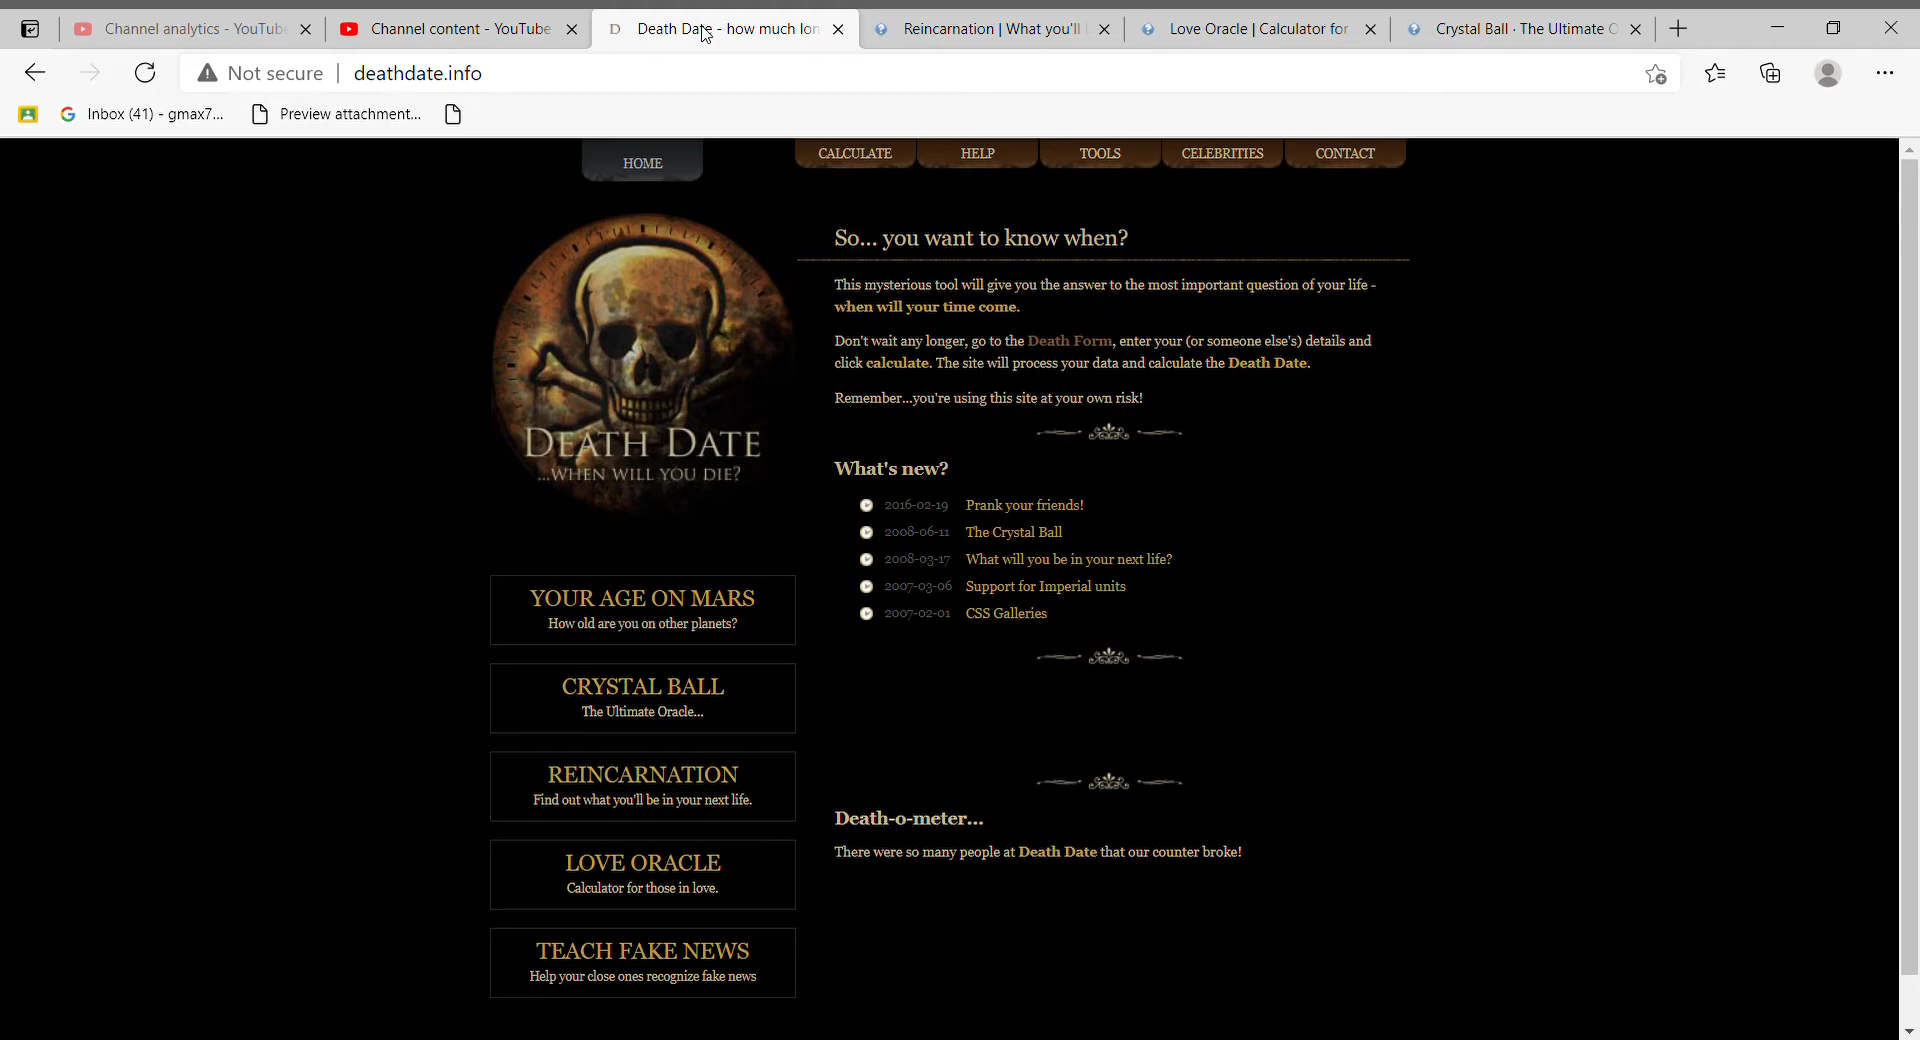 Channel analytics - YouTube
Channel content - YouTube
Death Date - how much lon
Reincarnation | What you'll
Love Oracle | Calculator for
Crystal Ball · The Ultimate O
Not secure | deathdate.info
Inbox (41) - gmax7...
Preview attachment...
HOME
CALCULATE
HELP
TOOLS
CELEBRITIES
CONTACT
DEATH DATE
...WHEN WILL YOU DIE?
YOUR AGE ON MARS
How old are you on other planets?
CRYSTAL BALL
The Ultimate Oracle...
REINCARNATION
Find out what you'll be in your next life.
LOVE ORACLE
Calculator for those in love.
TEACH FAKE NEWS
Help your close ones recognize fake news
So... you want to know when?
This mysterious tool will give you the answer to the most important question of your life -
when will your time come.
Don't wait any longer, go to the Death Form, enter your (or someone else's) details and
click calculate. The site will process your data and calculate the Death Date.
Remember...you're using this site at your own risk!
What's new?
2016-02-19 Prank your friends!
2008-06-11 The Crystal Ball
2008-03-17 What will you be in your next life?
2007-03-06 Support for Imperial units
2007-02-01 CSS Galleries
Death-o-meter...
There were so many people at Death Date that our counter broke!